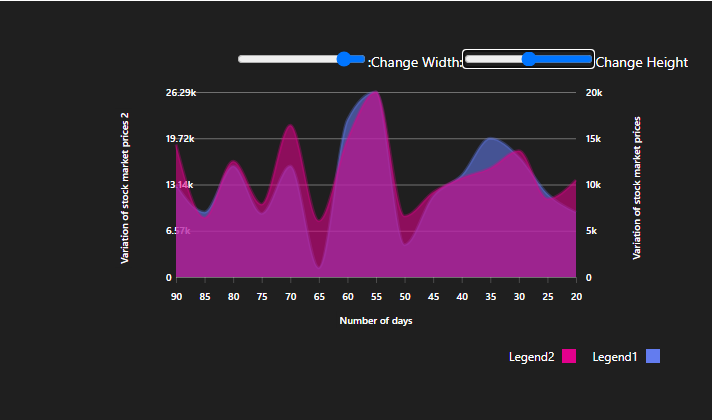 :Change Width: Change Height
Variation of stock market prices 2
26.29k
19.72k
13.14k
6.57k
0
20k
15k
10k
5k
0
Variation of stock market prices
90 85 80 75 70 65 60 55 50 45 40 35 30 25 20
Number of days
Legend2 Legend1